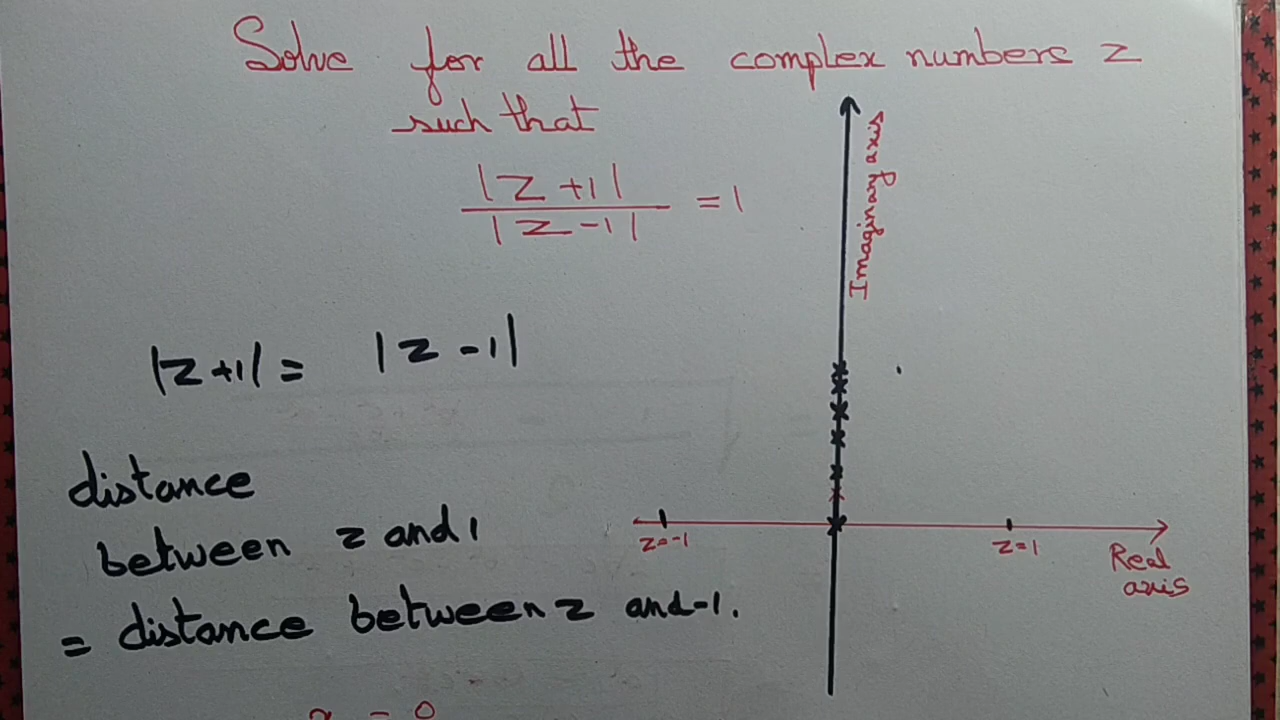 Solve for all the complex numbers z
such that
|z+1|
|z-1|
= 1
Imaginary axis
|z+1| = |z-1|
distance
between z and 1
= distance between z and -1.
z=-1
z=1
Real
axis
= 0